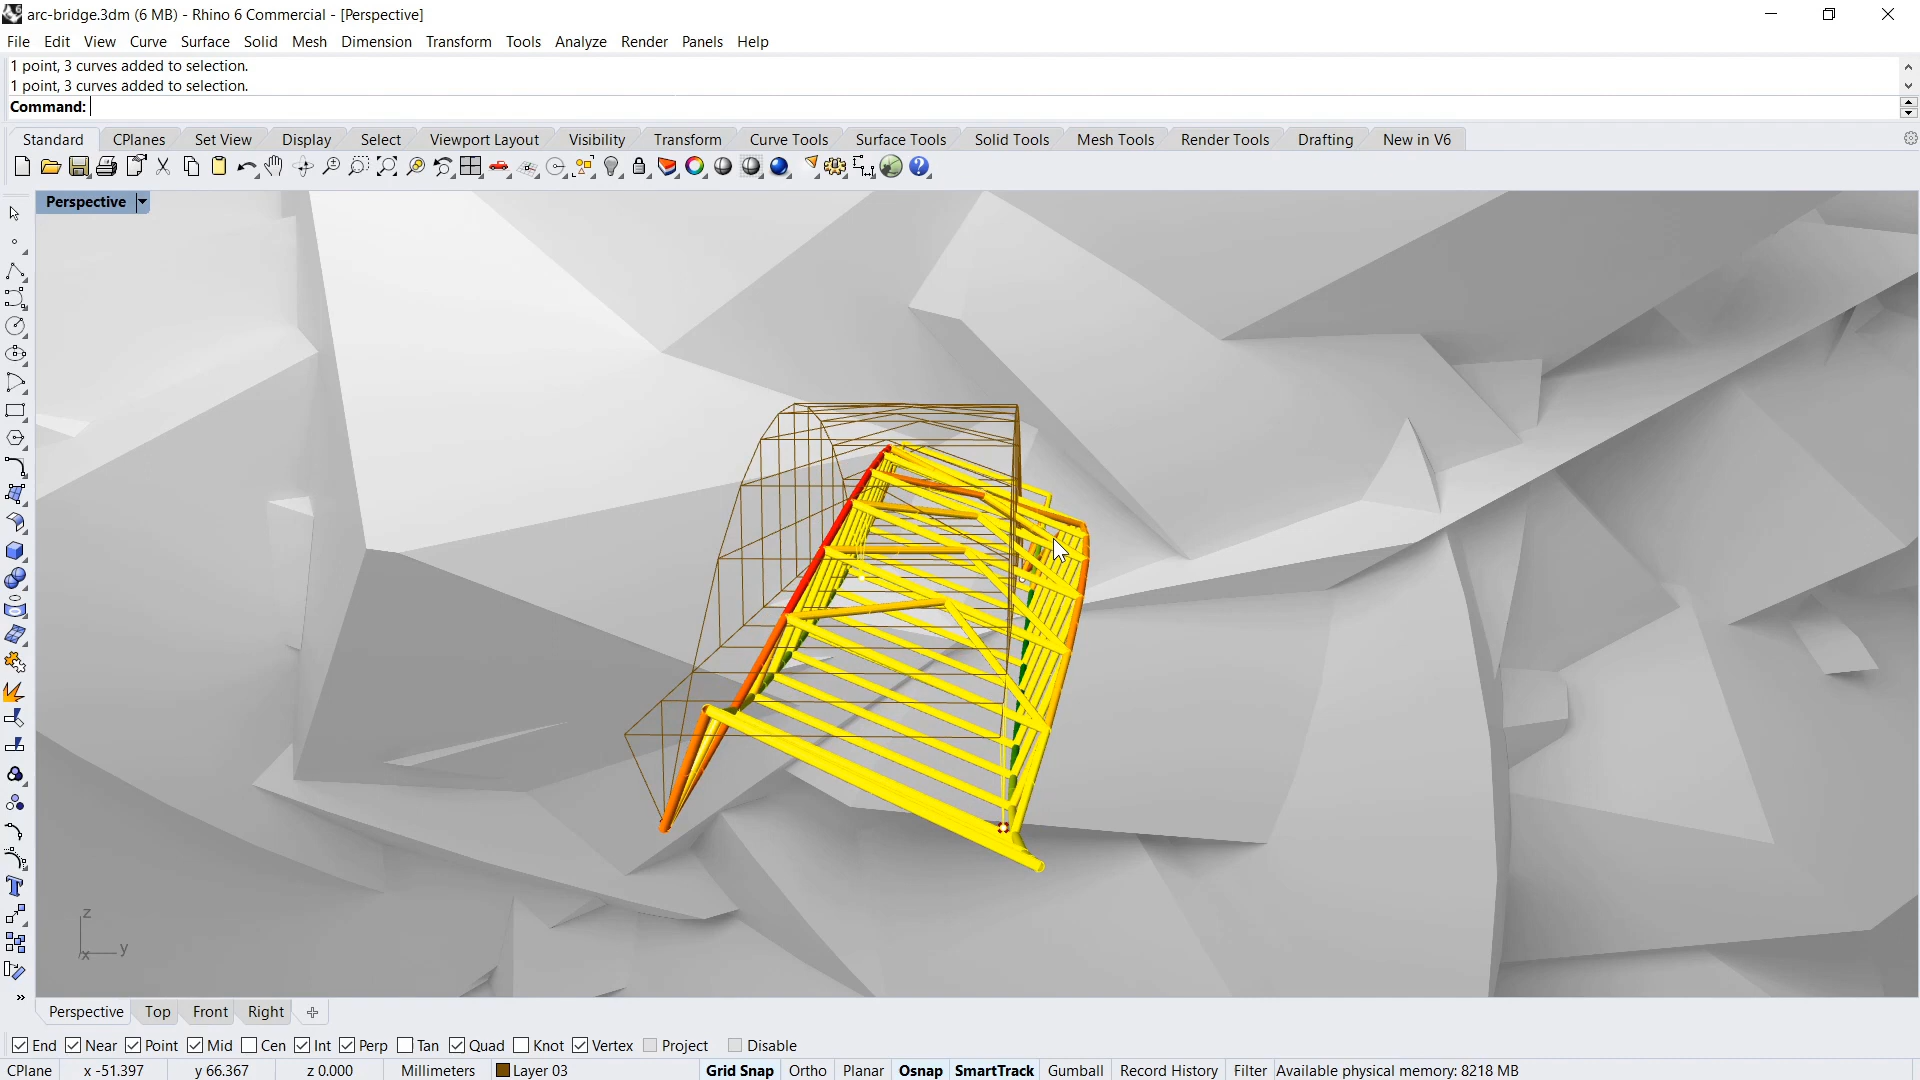 arc-bridge.3dm (6 MB) - Rhino 6 Commercial - [Perspective]
File Edit View Curve Surface Solid Mesh Dimension Transform Tools Analyze Render Panels Help
1 point, 3 curves added to selection.
1 point, 3 curves added to selection.
Command:
Standard CPlanes Set View Display Select Viewport Layout Visibility Transform Curve Tools Surface Tools Solid Tools Mesh Tools Render Tools Drafting New in V6
Perspective
z
x y
Perspective Top Front Right
End Near Point Mid Cen Int Perp Tan Quad Knot Vertex Project Disable
CPlane x -51.397 y 66.367 z 0.000 Millimeters Layer 03 Grid Snap Ortho Planar Osnap SmartTrack Gumball Record History Filter Available physical memory: 8218 MB